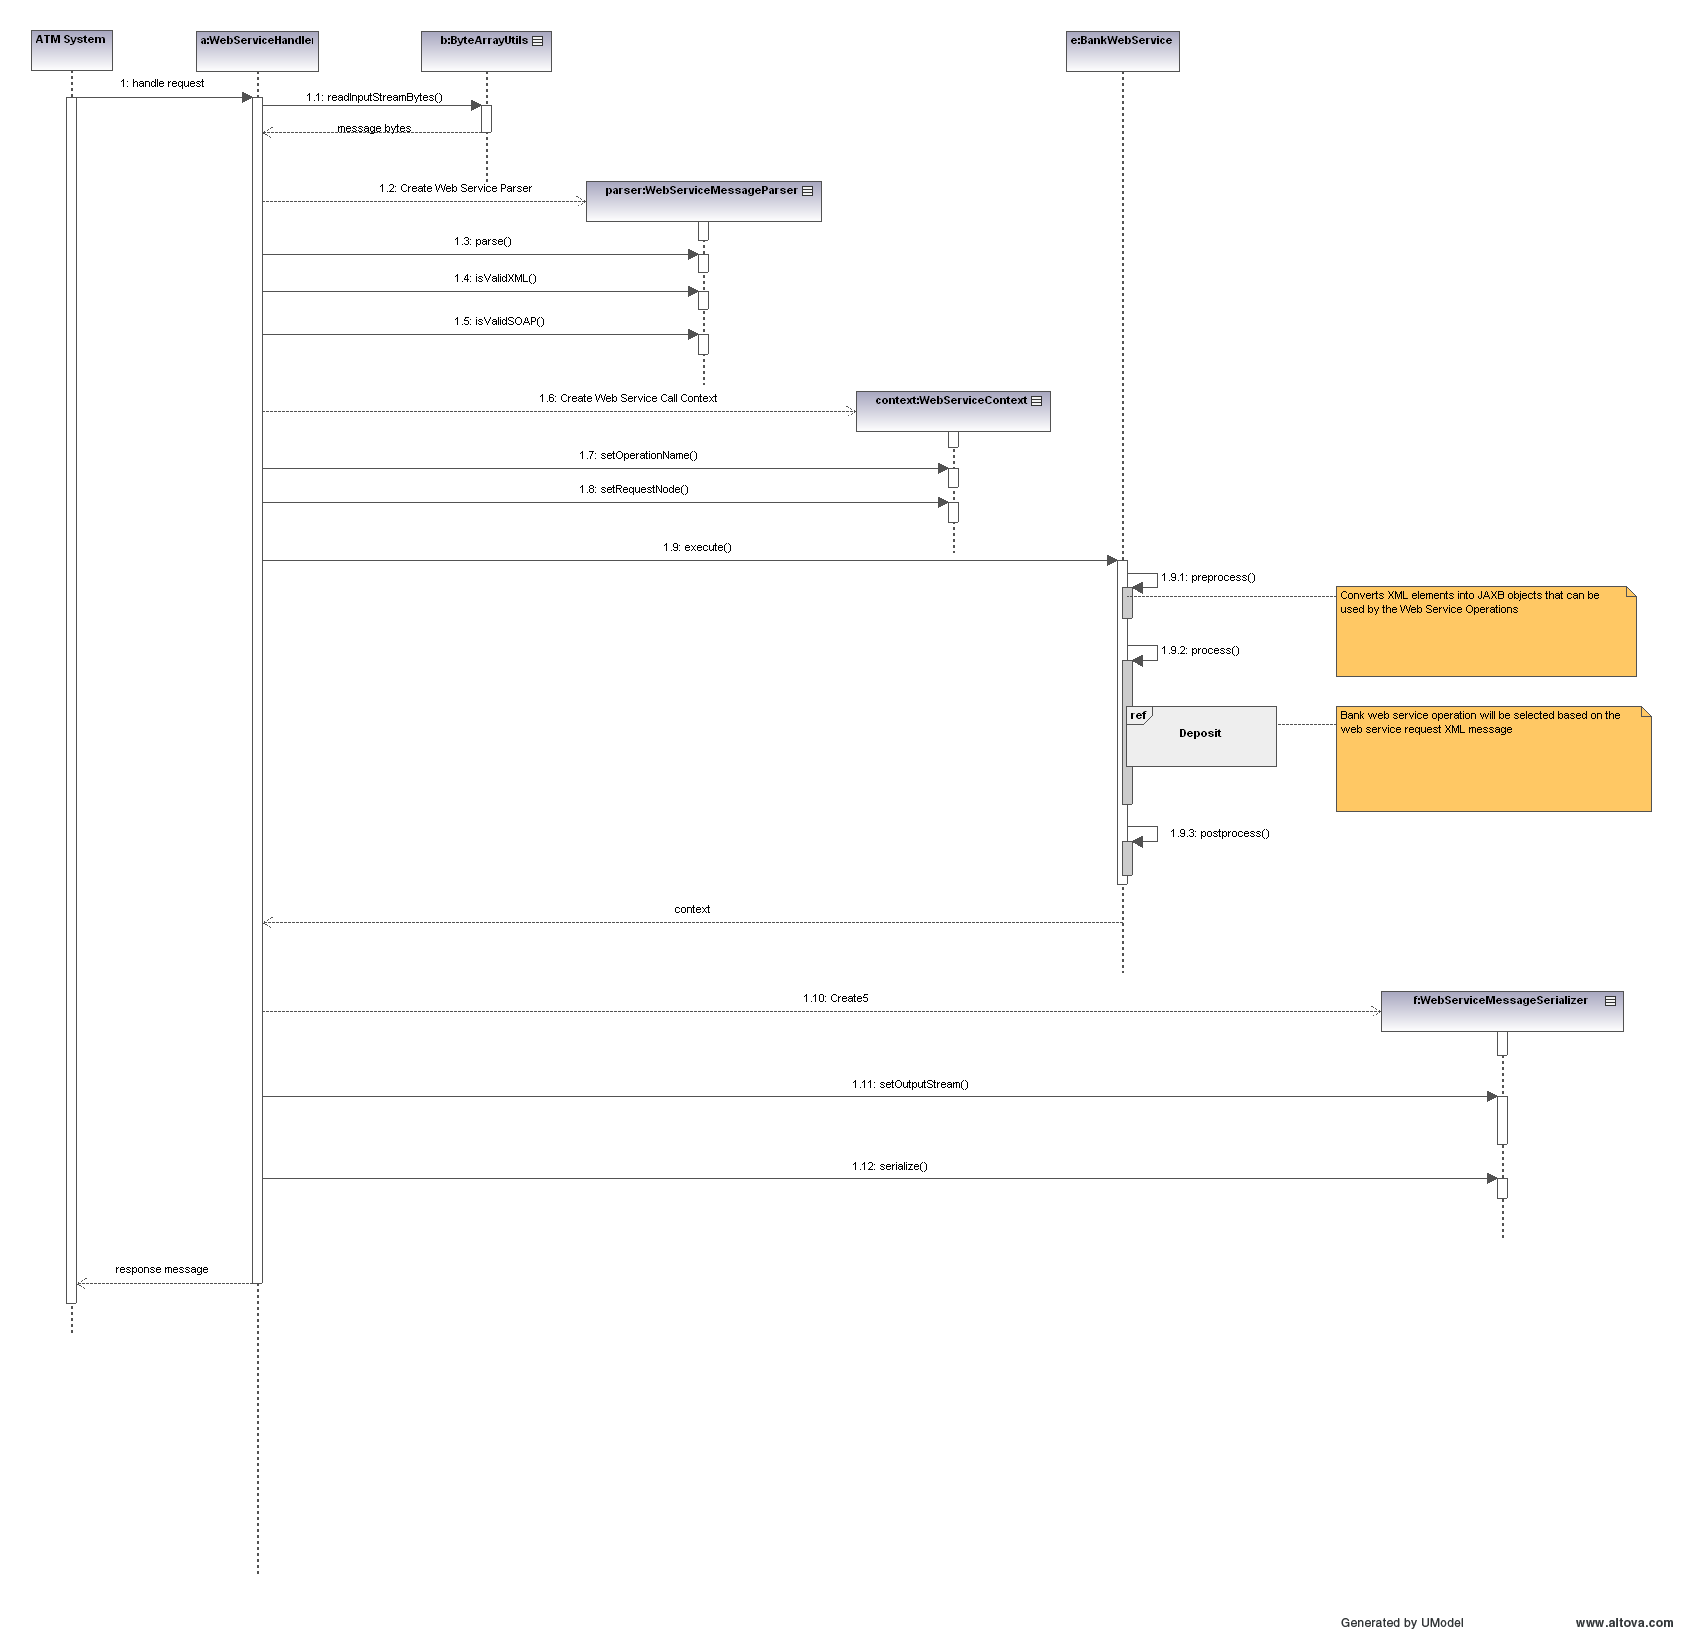 ATM System
a:WebServiceHandler
b:ByteArrayUtils
e:BankWebService
1: handle request
1.1: readInputStreamBytes()
message bytes
1.2: Create Web Service Parser
parser:WebServiceMessageParser
1.3: parse()
1.4: isValidXML()
1.5: isValidSOAP()
1.6: Create Web Service Call Context
context:WebServiceContext
1.7: setOperationName()
1.8: setRequestNode()
1.9: execute()
1.9.1: preprocess()
Converts XML elements into JAXB objects that can be
used by the Web Service Operations
1.9.2: process()
ref
Deposit
Bank web service operation will be selected based on the
web service request XML message
1.9.3: postprocess()
context
1.10: Create5
f:WebServiceMessageSerializer
1.11: setOutputStream()
1.12: serialize()
response message
Generated by UModel
www.altova.com